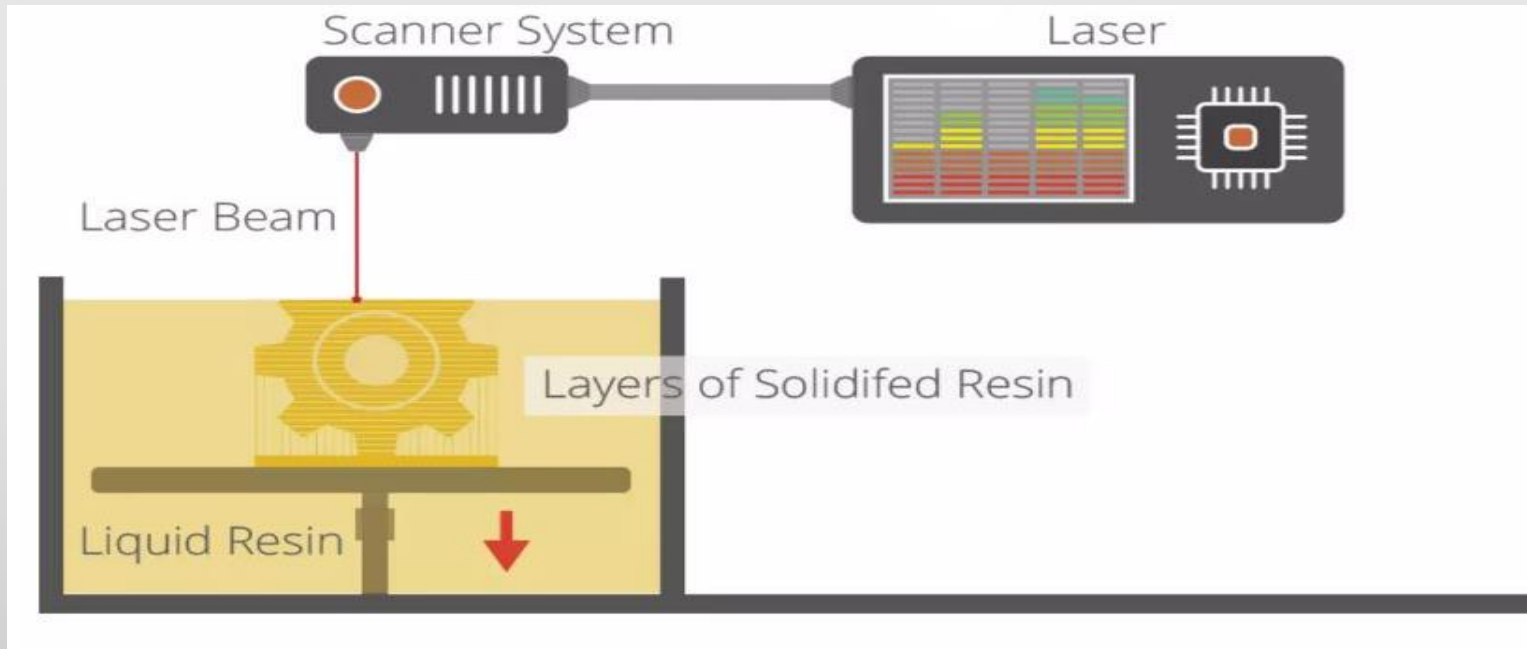 Scanner System
Laser
Laser Beam
Layers of Solidifed Resin
Liquid Resin